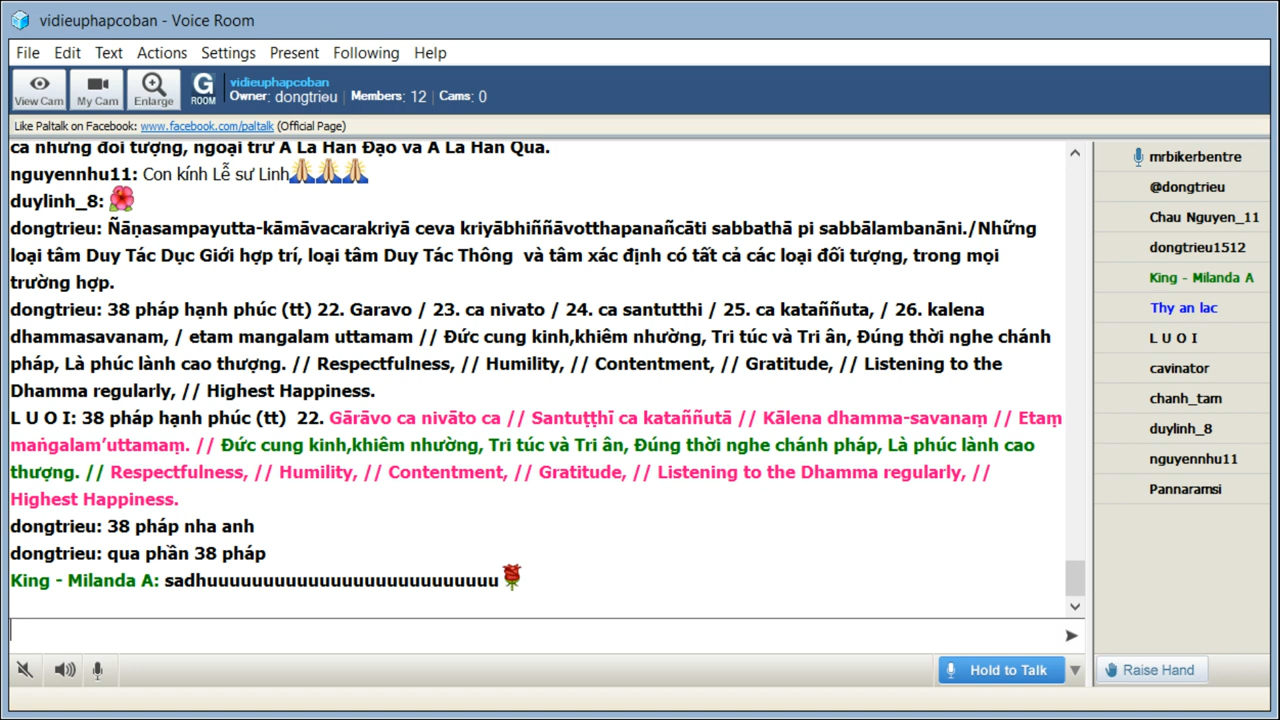 vidieuphapcoban - Voice Room
File Edit Text Actions Settings Present Following Help
View Cam
My Cam
Enlarge
G ROOM
vidieuphapcoban
Owner: dongtrieu | Members: 12 | Cams: 0
Like Paltalk on Facebook: www.facebook.com/paltalk (Official Page)
cả những đối tượng, ngoại trừ A La Hán Đạo và A La Hán Quả.
nguyennhu11: Con kính Lễ sư Linh
duylinh_8:
dongtrieu: Ñāṇasampayutta-kāmāvacarakriyā ceva kriyābhiññāvotthapanañcāti sabbathā pi sabbālambanāni./Những
loại tâm Duy Tác Dục Giới hợp trí, loại tâm Duy Tác Thông và tâm xác định có tất cả các loại đối tượng, trong mọi
trường hợp.
dongtrieu: 38 pháp hạnh phúc (tt) 22. Garavo / 23. ca nivato / 24. ca santutthi / 25. ca kataññuta, / 26. kalena
dhammasavanam, / etam mangalam uttamam // Đức cung kinh,khiêm nhường, Tri túc và Tri ân, Đúng thời nghe chánh
pháp, Là phúc lành cao thượng. // Respectfulness, // Humility, // Contentment, // Gratitude, // Listening to the
Dhamma regularly, // Highest Happiness.
L U O I: 38 pháp hạnh phúc (tt) 22. Gāravo ca nivāto ca // Santuṭṭhī ca kataññutā // Kālena dhamma-savanaṃ // Etaṃ
maṅgalam’uttamaṃ. // Đức cung kinh,khiêm nhường, Tri túc và Tri ân, Đúng thời nghe chánh pháp, Là phúc lành cao
thượng. // Respectfulness, // Humility, // Contentment, // Gratitude, // Listening to the Dhamma regularly, //
Highest Happiness.
dongtrieu: 38 pháp nha anh
dongtrieu: qua phần 38 pháp
King - Milanda A: sadhuuuuuuuuuuuuuuuuuuuuuuuuuu
mrbikerbentre
@dongtrieu
Chau Nguyen_11
dongtrieu1512
King - Milanda A
Thy an lac
L U O I
cavinator
chanh_tam
duylinh_8
nguyennhu11
Pannaramsi
Hold to Talk
Raise Hand